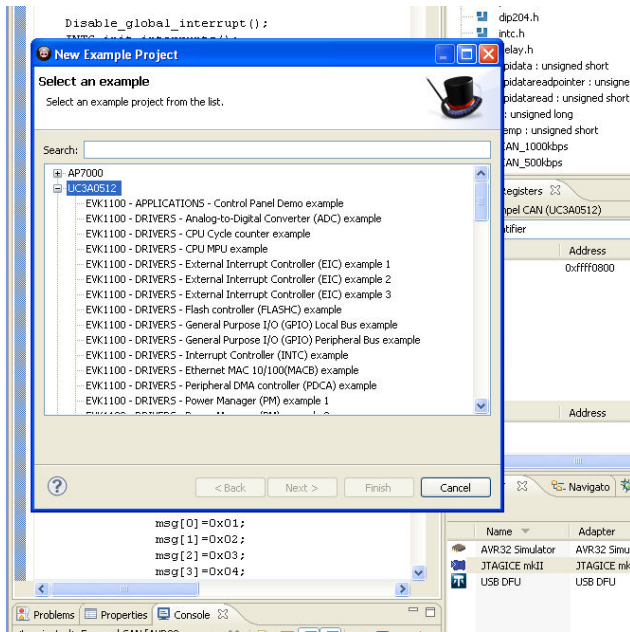 Disable_global_interrupt();
dip204.h
intc.h
elay.h
New Example Project
pidata : unsigned short
pidatareadpointer : unsigne
pidataread : unsigned short
: unsigned long
emp : unsigned short
AN_1000kbps
AN_500kbps
Select an example
Select an example project from the list.
Search:
AP7000
UC3A0512
EVK1100 - APPLICATIONS - Control Panel Demo example
EVK1100 - DRIVERS - Analog-to-Digital Converter (ADC) example
EVK1100 - DRIVERS - CPU Cycle counter example
EVK1100 - DRIVERS - CPU MPU example
EVK1100 - DRIVERS - External Interrupt Controller (EIC) example 1
EVK1100 - DRIVERS - External Interrupt Controller (EIC) example 2
EVK1100 - DRIVERS - External Interrupt Controller (EIC) example 3
EVK1100 - DRIVERS - Flash controller (FLASHC) example
EVK1100 - DRIVERS - General Purpose I/O (GPIO) Local Bus example
EVK1100 - DRIVERS - General Purpose I/O (GPIO) Peripheral Bus example
EVK1100 - DRIVERS - Interrupt Controller (INTC) example
EVK1100 - DRIVERS - Ethernet MAC 10/100(MACB) example
EVK1100 - DRIVERS - Peripheral DMA controller (PDCA) example
EVK1100 - DRIVERS - Power Manager (PM) example 1
< Back Next > Finish Cancel
egisters
mpel CAN (UC3A0512)
tifier
Address
0xffff0800
Address
Navigato
Name Adapter
AVR32 Simulator AVR32 Simu
JTAGICE mkII JTAGICE mk
USB DFU USB DFU
msg[0]=0x01;
msg[1]=0x02;
msg[2]=0x03;
msg[3]=0x04;
Problems Properties Console